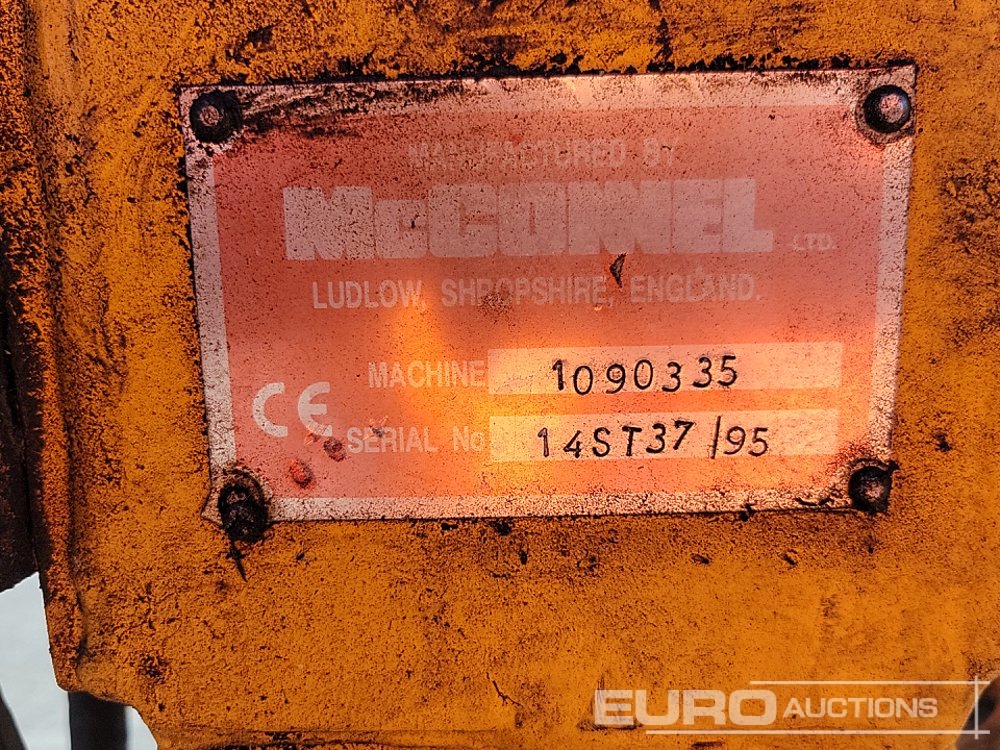 MANUFACTURED BY
McCONNEL LTD.
LUDLOW, SHROPSHIRE, ENGLAND.
MACHINE 1090335
CE SERIAL No 14ST37/95
EURO AUCTIONS